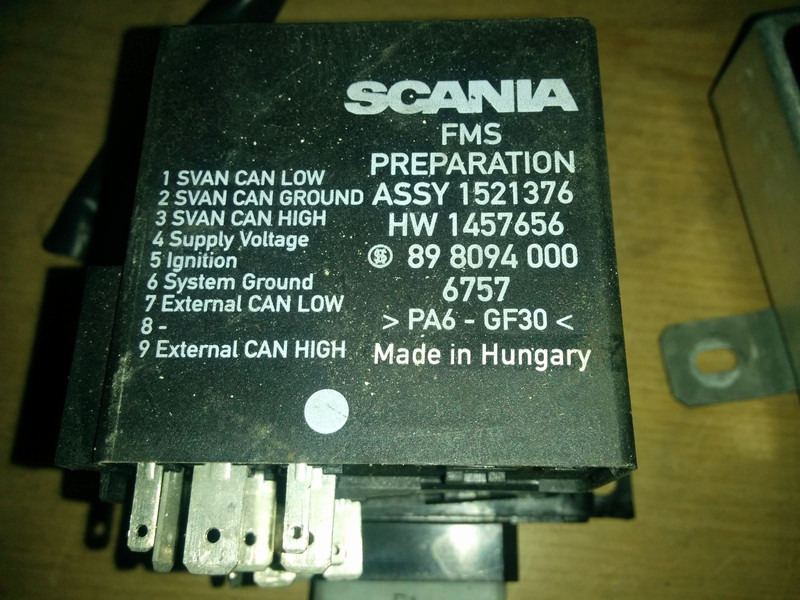 SCANIA
FMS
PREPARATION
ASSY 1521376
HW 1457656
89 8094 000
6757
> PA6 - GF30 <
Made in Hungary
1 SVAN CAN LOW
2 SVAN CAN GROUND
3 SVAN CAN HIGH
4 Supply Voltage
5 Ignition
6 System Ground
7 External CAN LOW
8 -
9 External CAN HIGH